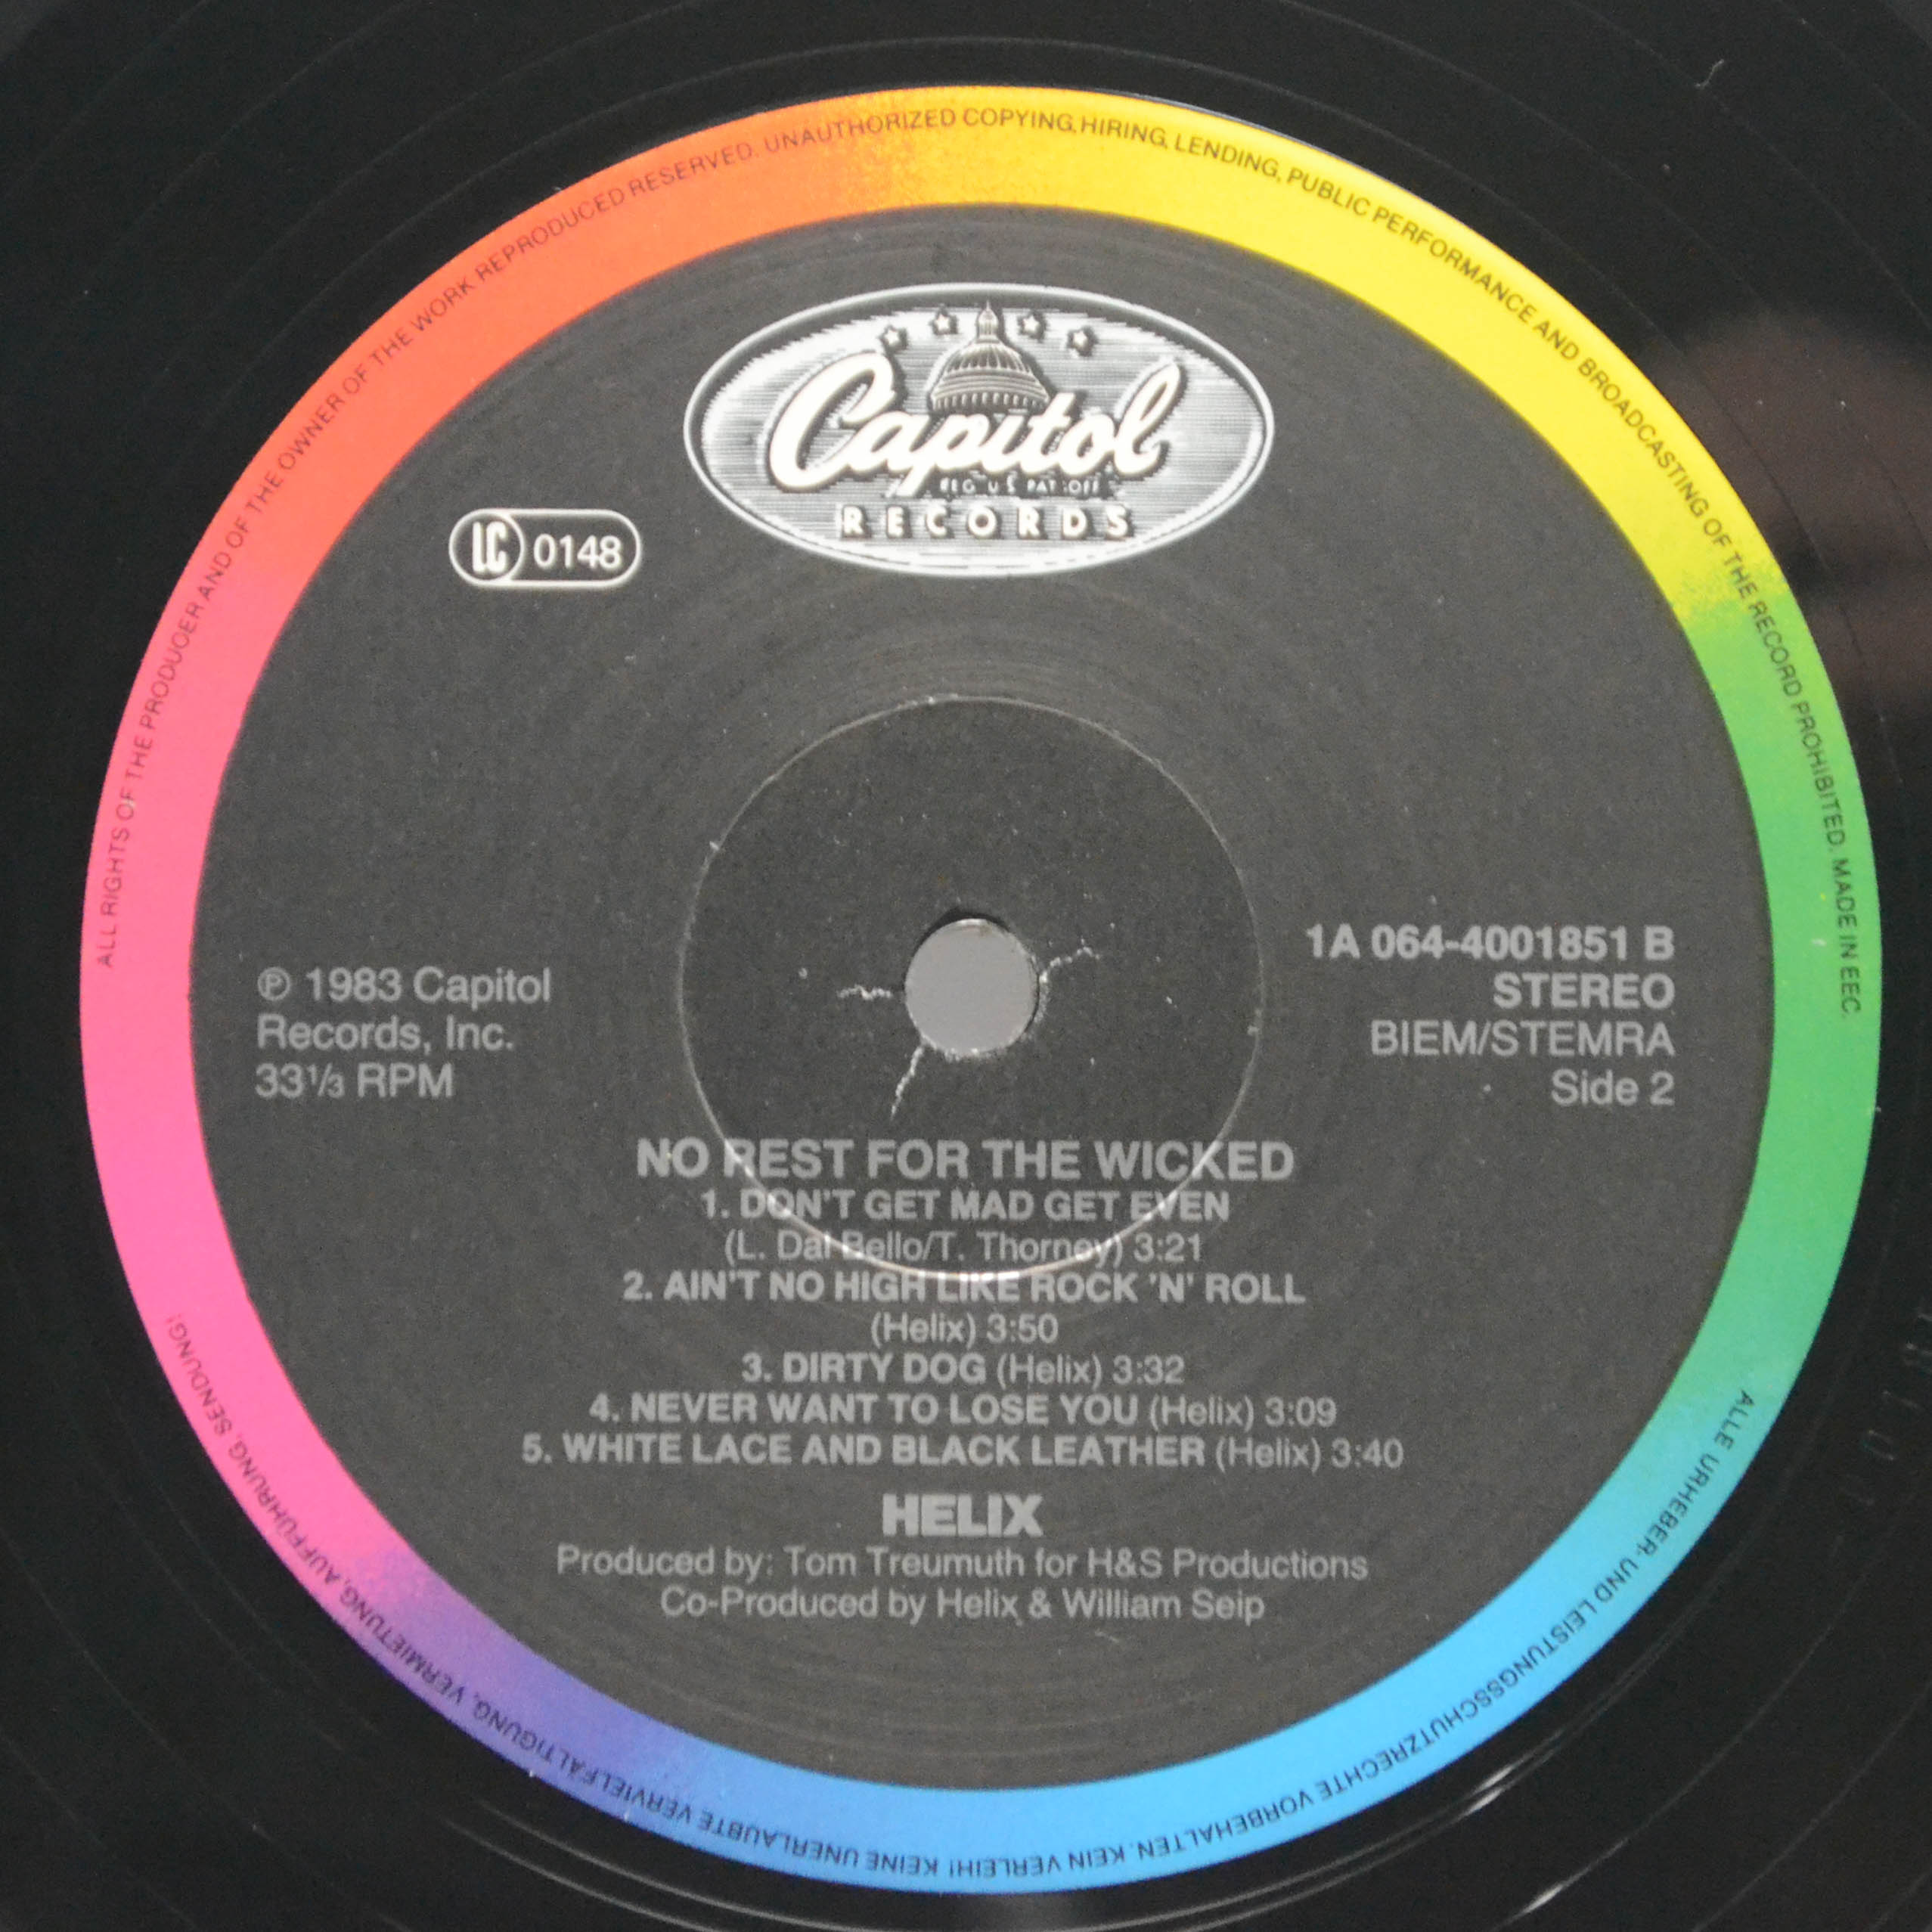 ALL RIGHTS OF THE PRODUCER AND OF THE OWNER OF THE WORK REPRODUCED RESERVED. UNAUTHORIZED COPYING, HIRING, LENDING, PUBLIC PERFORMANCE AND BROADCASTING OF THE RECORD PROHIBITED. MADE IN EEC.
Capitol
REG U S PAT OFF
RECORDS
LC 0148
℗ 1983 Capitol
Records, Inc.
33⅓ RPM
1A 064-4001851 B
STEREO
BIEM/STEMRA
Side 2
NO REST FOR THE WICKED
1. DON'T GET MAD GET EVEN
(L. Dal Bello/T. Thorney) 3:21
2. AIN'T NO HIGH LIKE ROCK 'N' ROLL
(Helix) 3:50
3. DIRTY DOG (Helix) 3:32
4. NEVER WANT TO LOSE YOU (Helix) 3:09
5. WHITE LACE AND BLACK LEATHER (Helix) 3:40
HELIX
Produced by: Tom Treumuth for H&S Productions
Co-Produced by Helix & William Seip
ALLE URHEBER- UND LEISTUNGSSCHUTZRECHTE VORBEHALTEN. KEIN VERLEIH! KEINE UNERLAUBTE VERVIELFÄLTIGUNG, VERMIETUNG, AUFFÜHRUNG, SENDUNG!